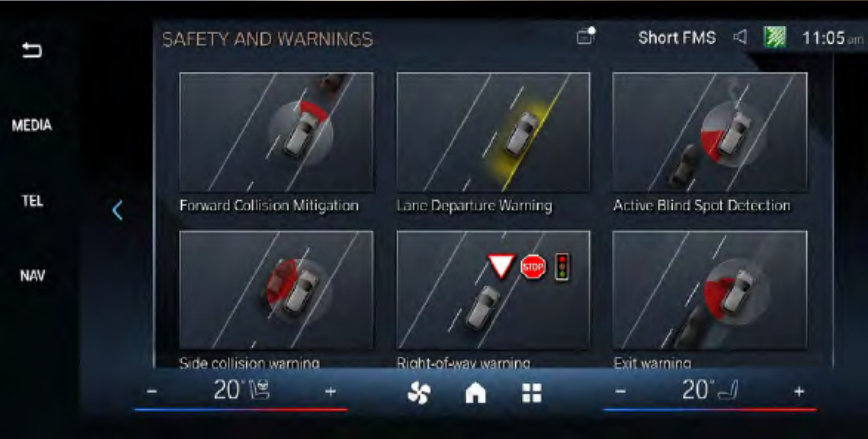 SAFETY AND WARNINGS
Short FMS
11:05 am
MEDIA
TEL
NAV
Forward Collision Mitigation
Lane Departure Warning
Active Blind Spot Detection
STOP
Side collision warning
Right-of-way warning
Exit warning
- 20° +
- 20° +